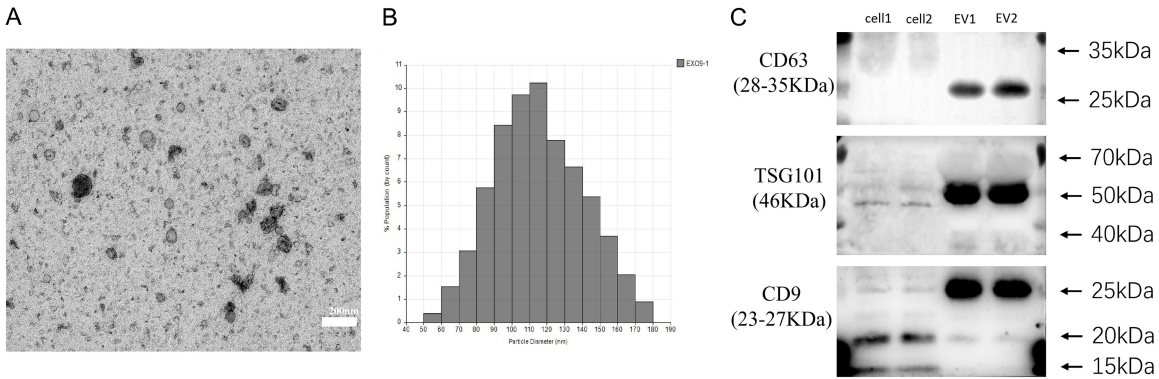 A
200nm
B
EXO9-1
% Population (by count)
11
10
9
8
7
6
5
4
3
2
1
0
40 50 60 70 80 90 100 110 120 130 140 150 160 170 180 190
Particle Diameter (nm)
C
cell1 cell2 EV1 EV2
CD63
(28-35KDa)
35kDa
25kDa
TSG101
(46KDa)
70kDa
50kDa
40kDa
CD9
(23-27KDa)
25kDa
20kDa
15kDa